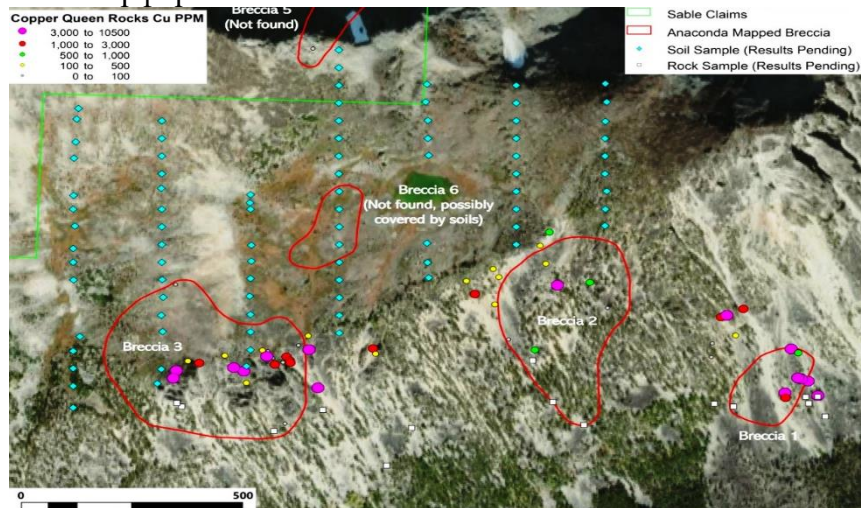 Copper Queen Rocks Cu PPM
3,000 to 10500
1,000 to 3,000
500 to 1,000
100 to 500
0 to 100
Breccia 5
(Not found)
Sable Claims
Anaconda Mapped Breccia
Soil Sample (Results Pending)
Rock Sample (Results Pending)
Breccia 6
(Not found, possibly
covered by soils)
Breccia 2
Breccia 3
Breccia 1
0
500